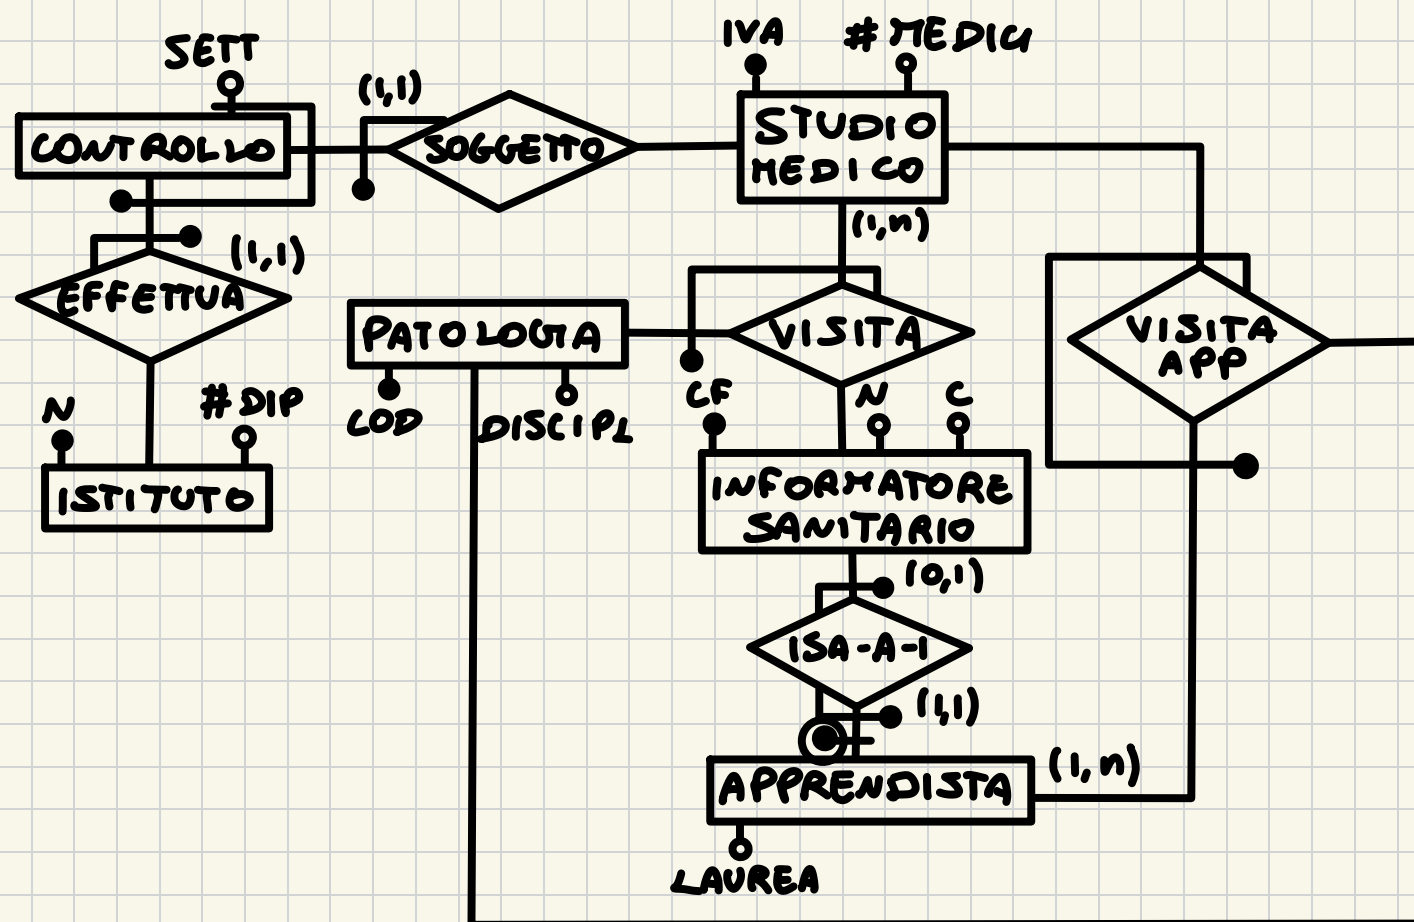 IVA
# MEDICI
SETT
(1,1)
CONTROLLO
SOGGETTO
STUDIO
MEDICO
(1,n)
(1,1)
EFFETTUA
PATOLOGIA
VISITA
VISITA
APP
COD
DISCIPL
CF
N
C
N
# DIP
ISTITUTO
INFORMATORE
SANITARIO
(0,1)
ISA-A-1
(1,1)
APPRENDISTA
(1,n)
LAUREA